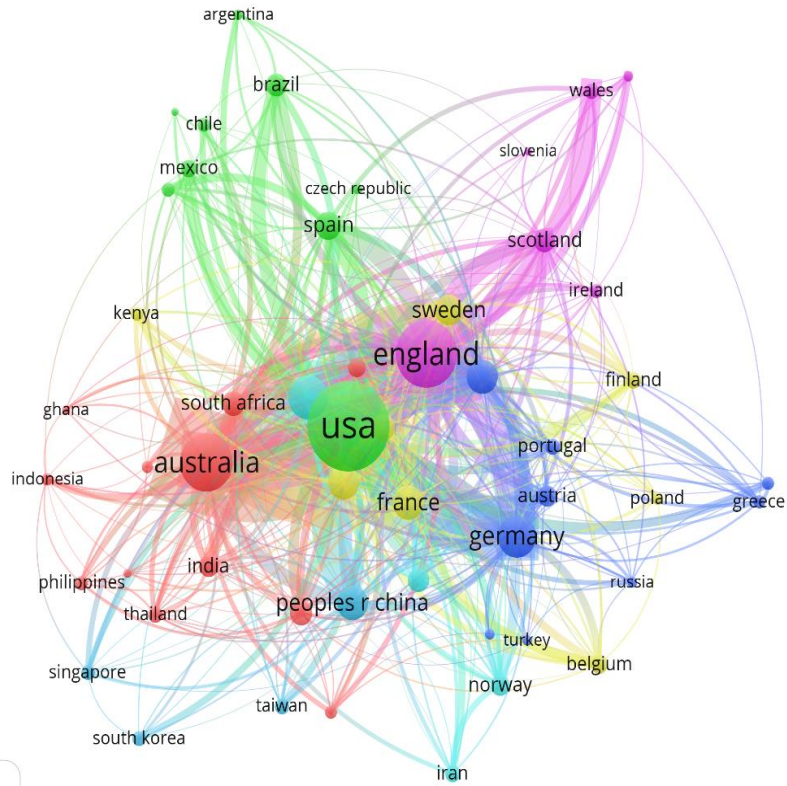 argentina
brazil
wales
chile
slovenia
mexico
czech republic
spain
scotland
ireland
sweden
kenya
england
finland
south africa
ghana
usa
portugal
australia
indonesia
austria
poland
france
greece
germany
india
philippines
russia
peoples r china
thailand
turkey
belgium
singapore
norway
taiwan
south korea
iran